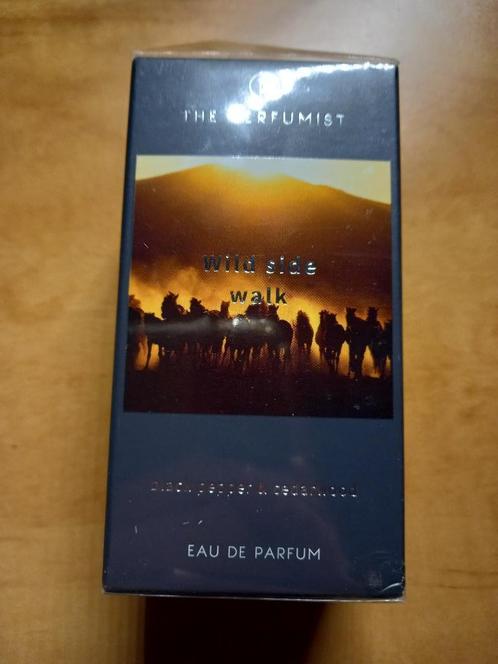 THE PERFUMIST
Wild side
walk
black pepper & cedarwood
EAU DE PARFUM